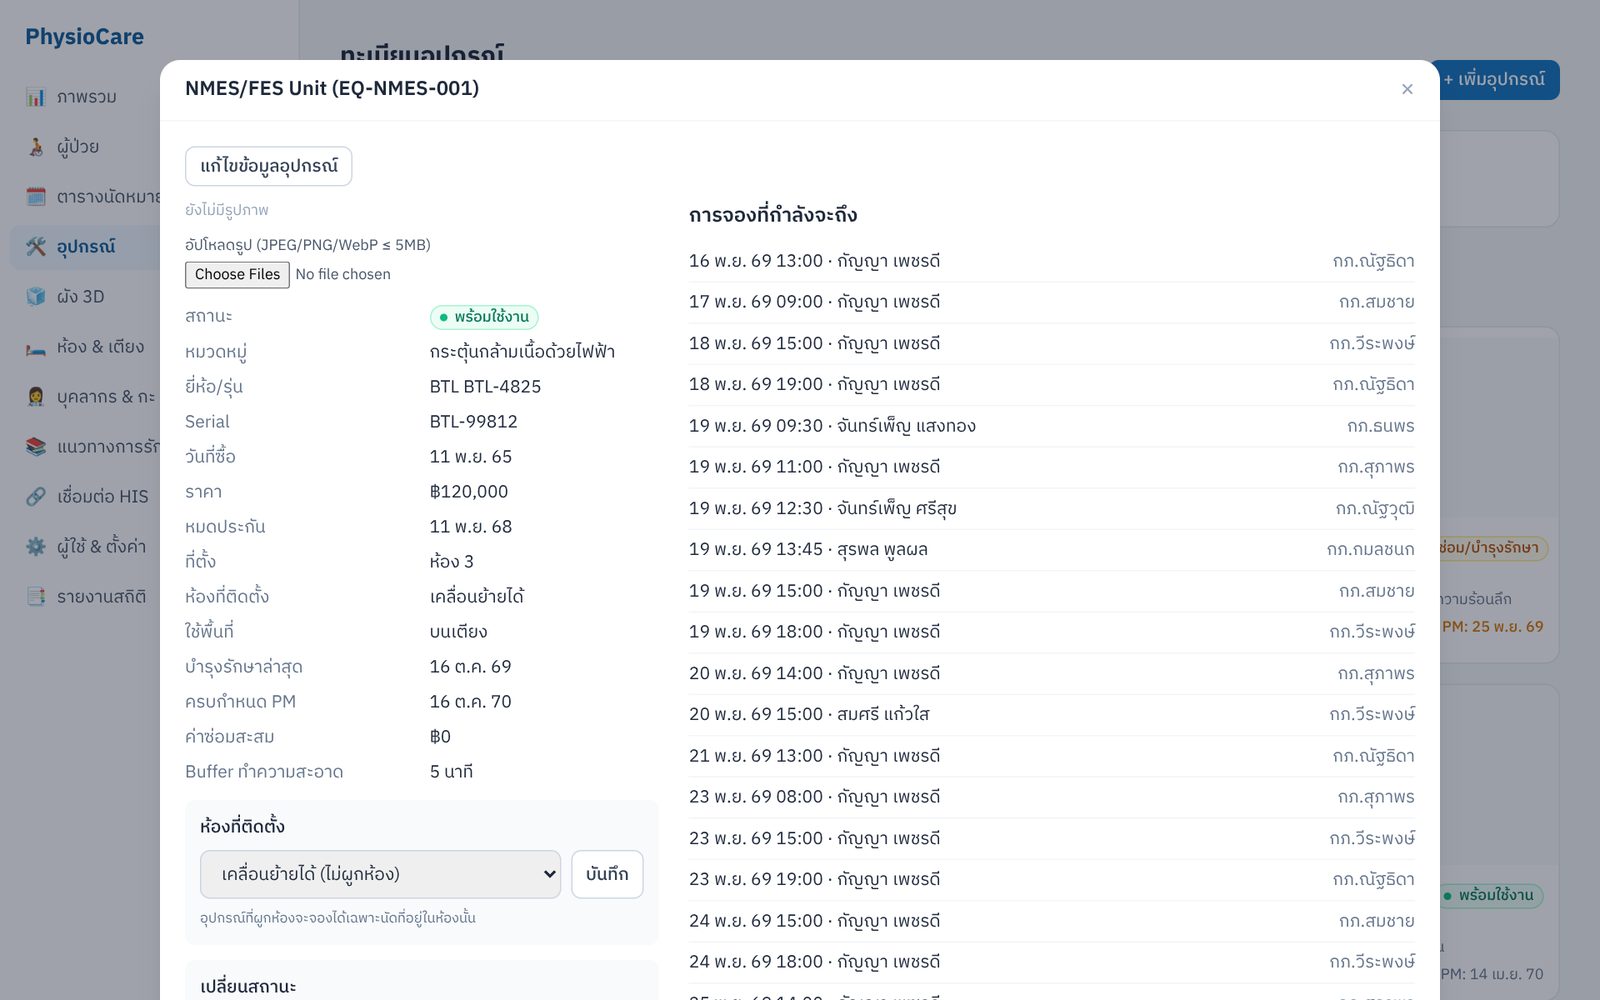 PhysioCare
ภาพรวม
ผู้ป่วย
ตารางนัดหมาย
อุปกรณ์
ผัง 3D
ห้อง & เตียง
บุคลากร & กะ
แนวทางการรัก
เชื่อมต่อ HIS
ผู้ใช้ & ตั้งค่า
รายงานสถิติ
ทะเบียนอุปกรณ์
+ เพิ่มอุปกรณ์
NMES/FES Unit (EQ-NMES-001)
×
แก้ไขข้อมูลอุปกรณ์
ยังไม่มีรูปภาพ
อัปโหลดรูป (JPEG/PNG/WebP ≤ 5MB)
Choose Files No file chosen
สถานะ พร้อมใช้งาน
หมวดหมู่ กระตุ้นกล้ามเนื้อด้วยไฟฟ้า
ยี่ห้อ/รุ่น BTL BTL-4825
Serial BTL-99812
วันที่ซื้อ 11 พ.ย. 65
ราคา ฿120,000
หมดประกัน 11 พ.ย. 68
ที่ตั้ง ห้อง 3
ห้องที่ติดตั้ง เคลื่อนย้ายได้
ใช้พื้นที่ บนเตียง
บำรุงรักษาล่าสุด 16 ต.ค. 69
ครบกำหนด PM 16 ต.ค. 70
ค่าซ่อมสะสม ฿0
Buffer ทำความสะอาด 5 นาที
ห้องที่ติดตั้ง
เคลื่อนย้ายได้ (ไม่ผูกห้อง) บันทึก
อุปกรณ์ที่ผูกห้องจะจองได้เฉพาะนัดที่อยู่ในห้องนั้น
เปลี่ยนสถานะ
การจองที่กำลังจะถึง
16 พ.ย. 69 13:00 · กัญญา เพชรดี กภ.ณัฐธิดา
17 พ.ย. 69 09:00 · กัญญา เพชรดี กภ.สมชาย
18 พ.ย. 69 15:00 · กัญญา เพชรดี กภ.วีระพงษ์
18 พ.ย. 69 19:00 · กัญญา เพชรดี กภ.ณัฐธิดา
19 พ.ย. 69 09:30 · จันทร์เพ็ญ แสงทอง กภ.ธนพร
19 พ.ย. 69 11:00 · กัญญา เพชรดี กภ.สุภาพร
19 พ.ย. 69 12:30 · จันทร์เพ็ญ ศรีสุข กภ.ณัฐวุฒิ
19 พ.ย. 69 13:45 · สุรพล พูลผล กภ.กมลชนก
19 พ.ย. 69 15:00 · กัญญา เพชรดี กภ.สมชาย
19 พ.ย. 69 18:00 · กัญญา เพชรดี กภ.วีระพงษ์
20 พ.ย. 69 14:00 · กัญญา เพชรดี กภ.สุภาพร
20 พ.ย. 69 15:00 · สมศรี แก้วใส กภ.วีระพงษ์
21 พ.ย. 69 13:00 · กัญญา เพชรดี กภ.ณัฐธิดา
23 พ.ย. 69 08:00 · กัญญา เพชรดี กภ.สุภาพร
23 พ.ย. 69 15:00 · กัญญา เพชรดี กภ.วีระพงษ์
23 พ.ย. 69 19:00 · กัญญา เพชรดี กภ.ณัฐธิดา
24 พ.ย. 69 15:00 · กัญญา เพชรดี กภ.สมชาย
24 พ.ย. 69 18:00 · กัญญา เพชรดี กภ.วีระพงษ์
ซ่อม/บำรุงรักษา
ความร้อนลึก
PM: 25 พ.ย. 69
พร้อมใช้งาน
PM: 14 เม.ย. 70